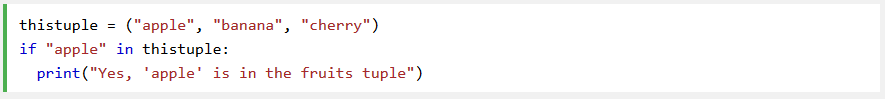 thistuple = ("apple", "banana", "cherry")
if "apple" in thistuple:
  print("Yes, 'apple' is in the fruits tuple")